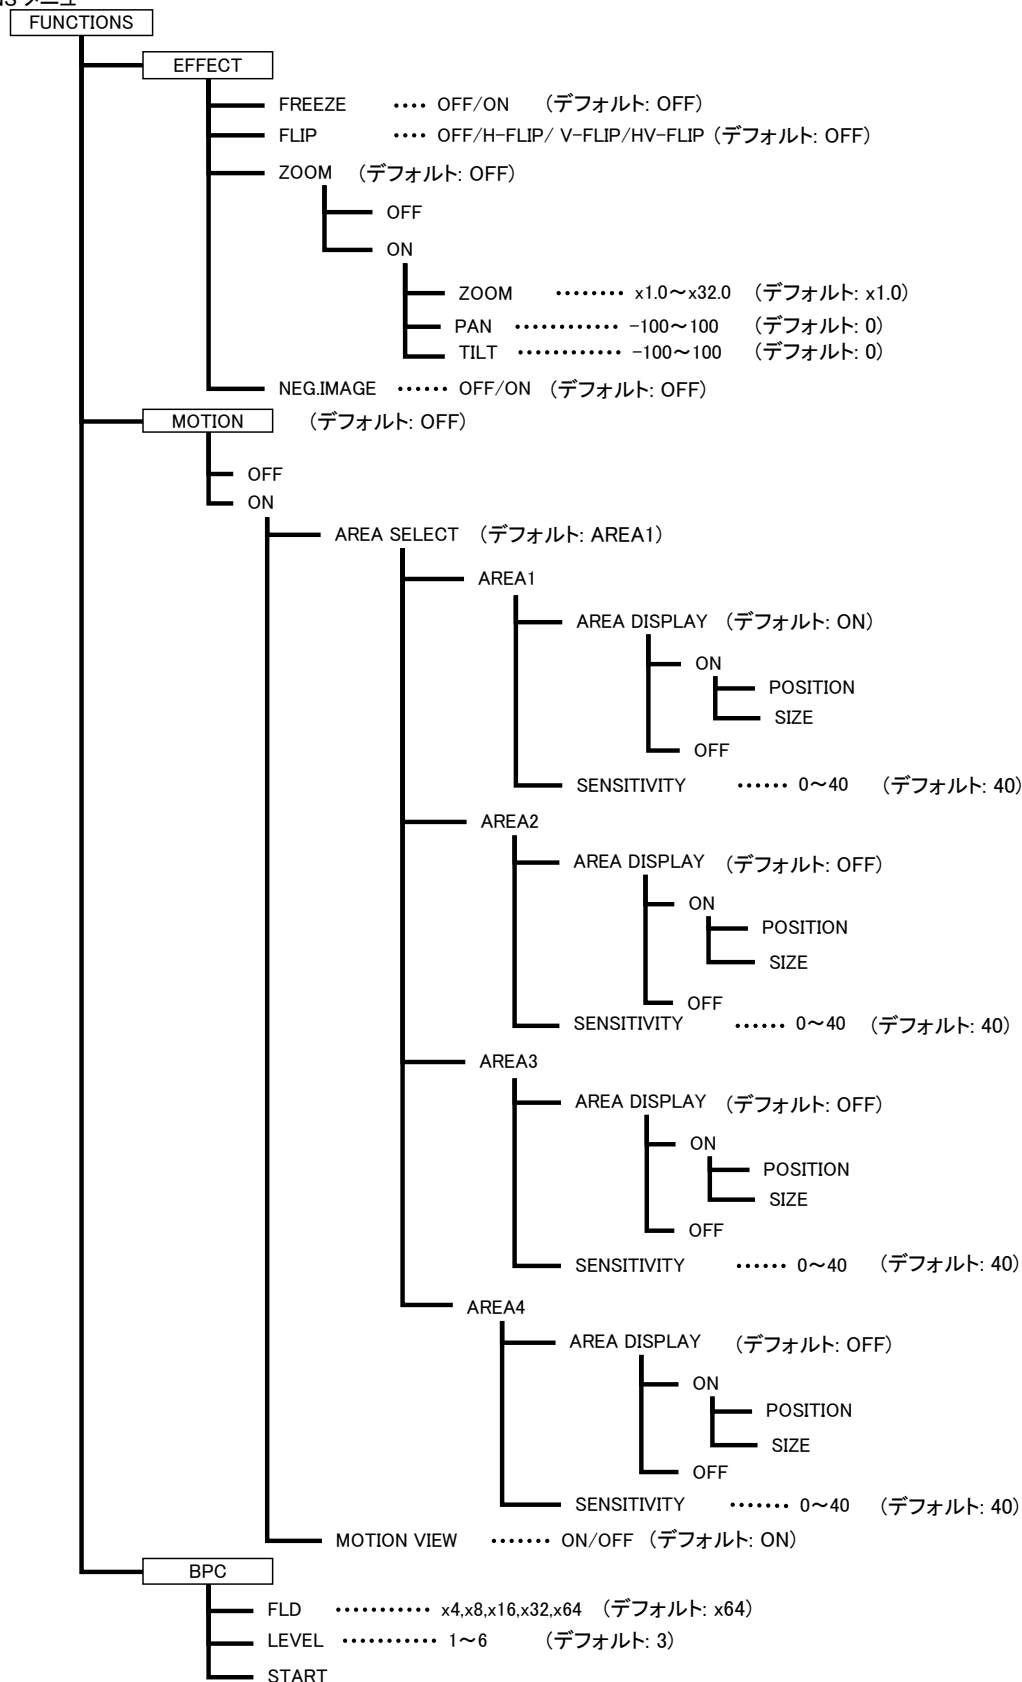 メニュー
FUNCTIONS
EFFECT
FREEZE ···· OFF/ON (デフォルト: OFF)
FLIP ···· OFF/H-FLIP/ V-FLIP/HV-FLIP (デフォルト: OFF)
ZOOM (デフォルト: OFF)
OFF
ON
ZOOM ········ x1.0～x32.0 (デフォルト: x1.0)
PAN ············ -100～100 (デフォルト: 0)
TILT ············ -100～100 (デフォルト: 0)
NEG.IMAGE ······ OFF/ON (デフォルト: OFF)
MOTION (デフォルト: OFF)
OFF
ON
AREA SELECT (デフォルト: AREA1)
AREA1
AREA DISPLAY (デフォルト: ON)
ON
POSITION
SIZE
OFF
SENSITIVITY ······ 0～40 (デフォルト: 40)
AREA2
AREA DISPLAY (デフォルト: OFF)
ON
POSITION
SIZE
OFF
SENSITIVITY ······ 0～40 (デフォルト: 40)
AREA3
AREA DISPLAY (デフォルト: OFF)
ON
POSITION
SIZE
OFF
SENSITIVITY ······ 0～40 (デフォルト: 40)
AREA4
AREA DISPLAY (デフォルト: OFF)
ON
POSITION
SIZE
OFF
SENSITIVITY ······· 0～40 (デフォルト: 40)
MOTION VIEW ······· ON/OFF (デフォルト: ON)
BPC
FLD ··········· x4,x8,x16,x32,x64 (デフォルト: x64)
LEVEL ··········· 1～6 (デフォルト: 3)
START